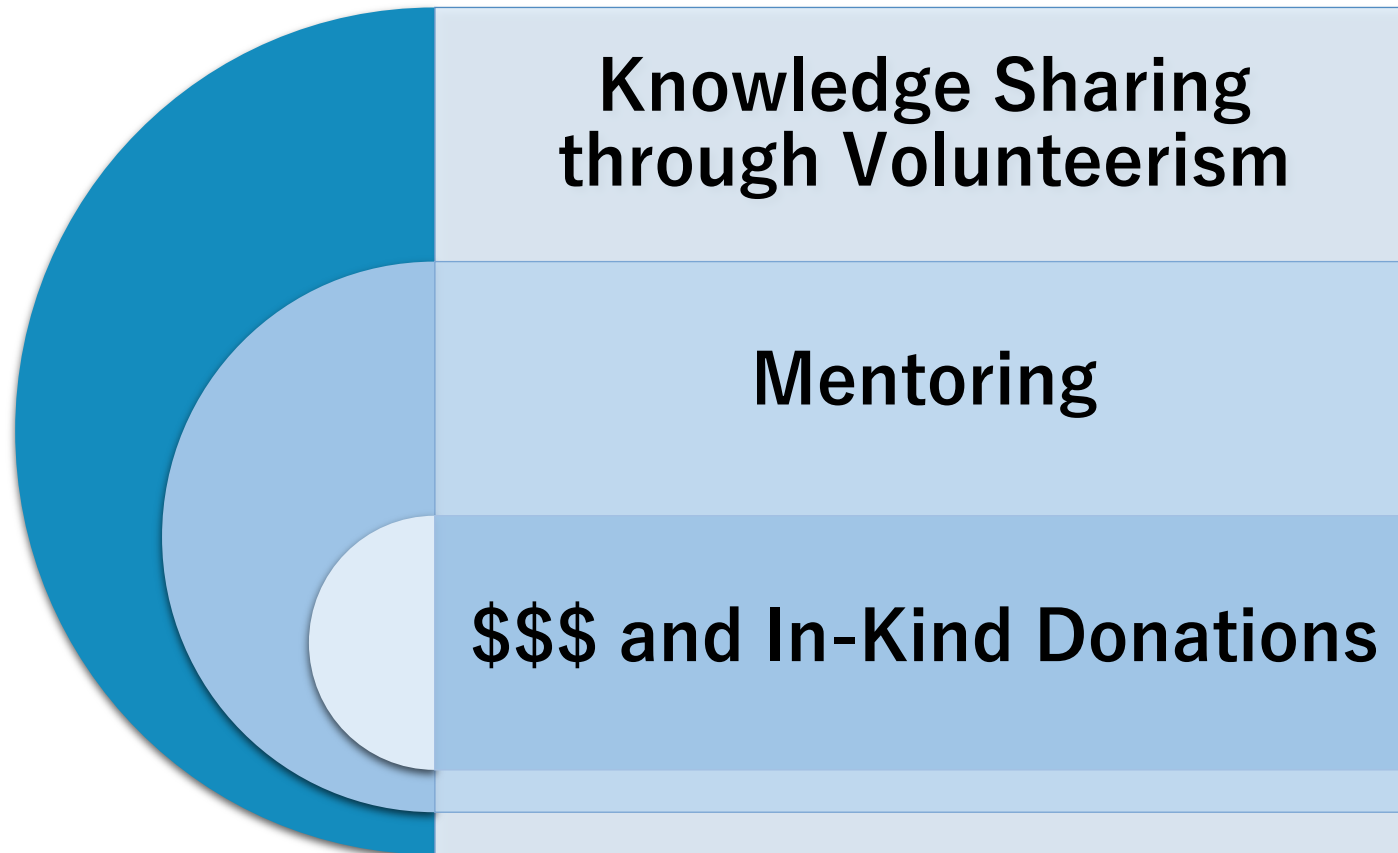 Knowledge Sharing
through Volunteerism
Mentoring
$$$ and In-Kind Donations